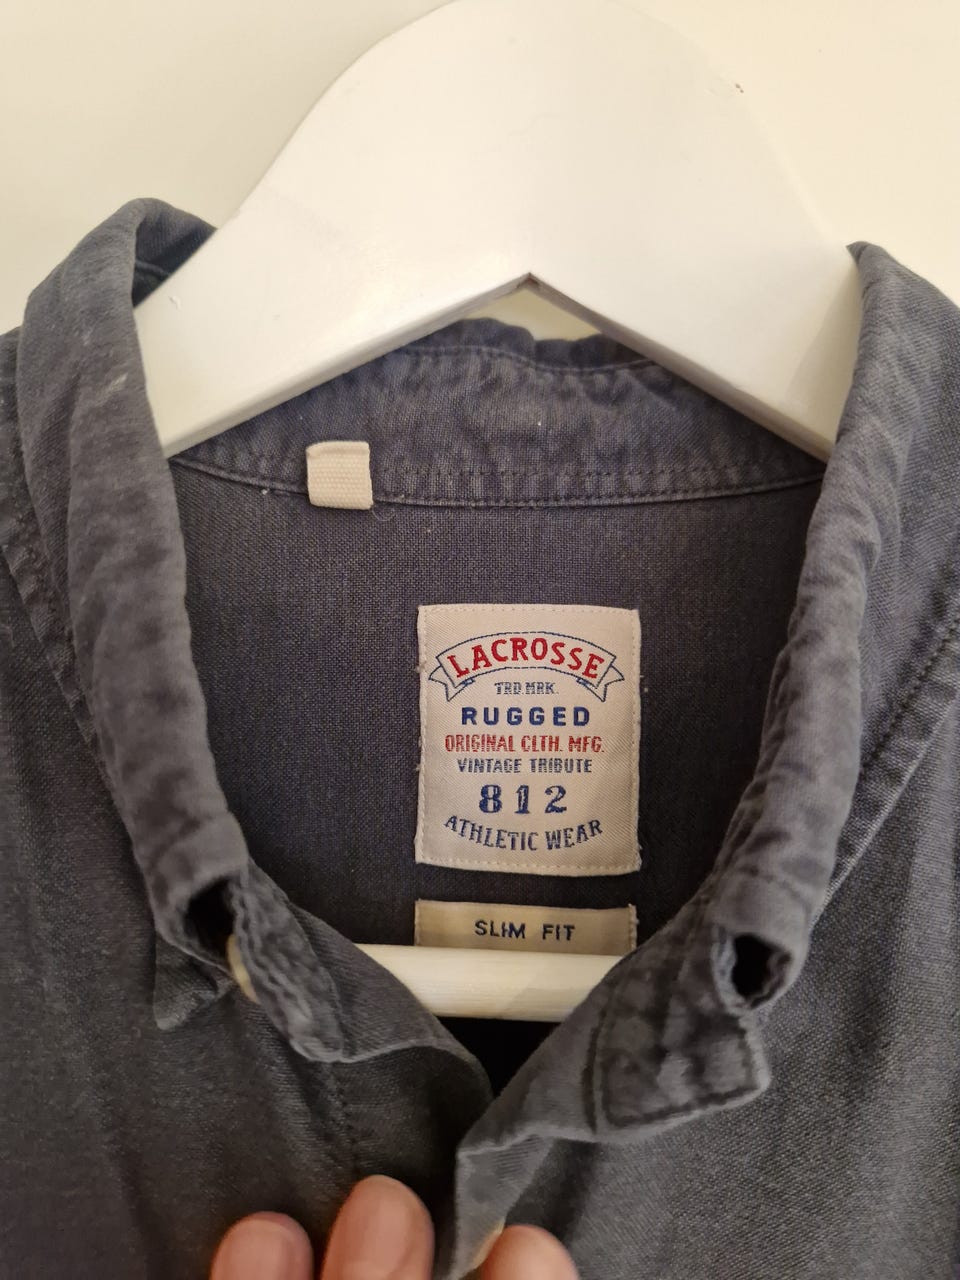 LACROSSE
TRD.MRK.
RUGGED
ORIGINAL CLTH. MFG.
VINTAGE TRIBUTE
812
ATHLETIC WEAR
SLIM FIT